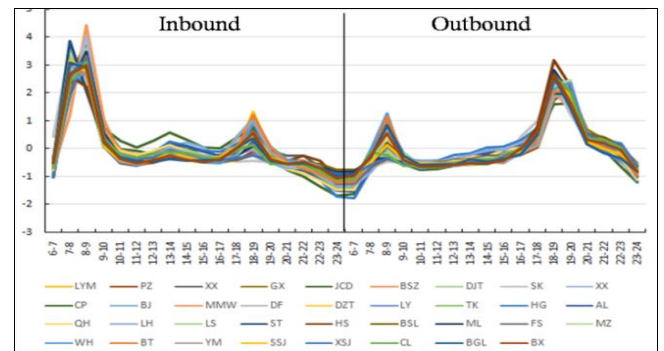 5
Inbound Outbound
4
3
2
1
0
-1
-2
-3
6-7 7-8 8-9 9-10 10-11 11-12 12-13 13-14 14-15 15-16 16-17 17-18 18-19 19-20 20-21 21-22 22-23 23-24 6-7 7-8 8-9 9-10 10-11 11-12 12-13 13-14 14-15 15-16 16-17 17-18 18-19 19-20 20-21 21-22 22-23 23-24
LYM PZ XX GX JCD BSZ DJT SK XX
CP BJ MMW DF DZT LY TK HG AL
QH LH LS ST HS BSL ML FS MZ
WH BT YM SSJ XSJ CL BGL BX